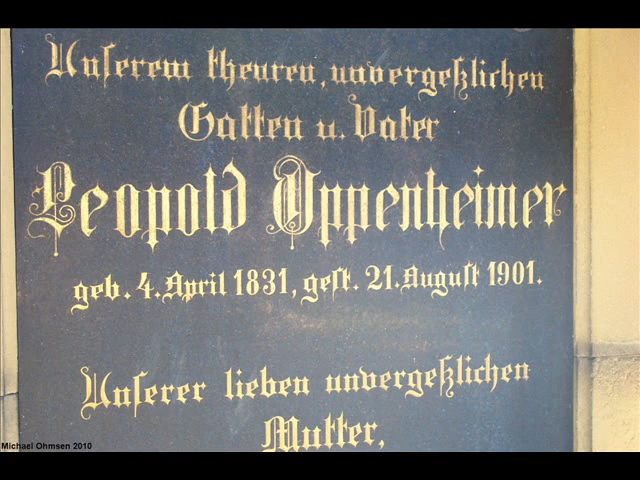 Unserem theuren, unvergeßlichen
Gatten u. Vater
Leopold Oppenheimer
geb. 4. April 1831, gest. 21. August 1901.
Unserer lieben unvergeßlichen
Mutter,
Michael Ohmsen 2010